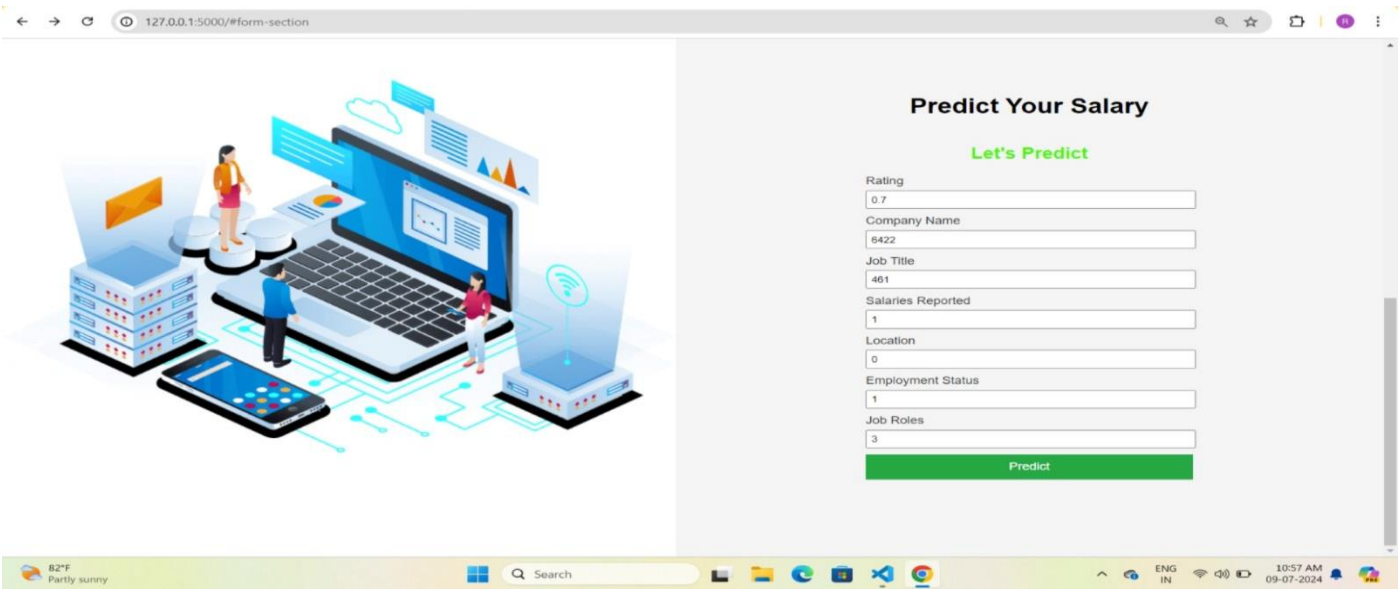 127.0.0.1:5000/#form-section
R
Predict Your Salary
Let's Predict
Rating
0.7
Company Name
6422
Job Title
461
Salaries Reported
1
Location
0
Employment Status
1
Job Roles
3
Predict
82°F
Partly sunny
Search
ENG
IN
10:57 AM
09-07-2024
PRE